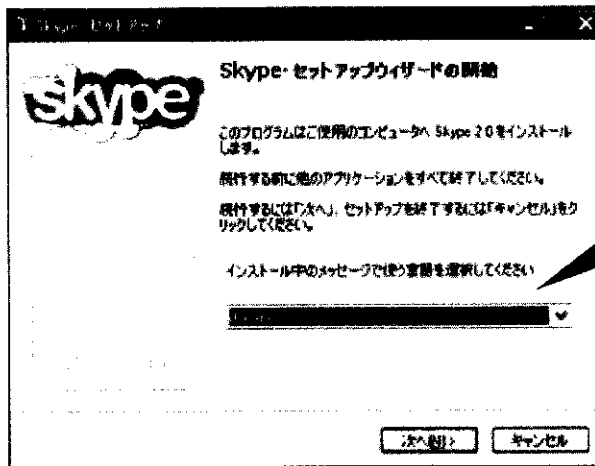 Skype セットアップ
skype
Skype・セットアップウィザードの開始
このプログラムはご使用のコンピュータへ Skype 2.0をインストール
します。
続行する前に他のアプリケーションをすべて終了してください。
続行するには「次へ」、セットアップを終了するには「キャンセル」をク
リックしてください。
インストール中のメッセージで使う言語を選択してください
次へ(N) >
キャンセル